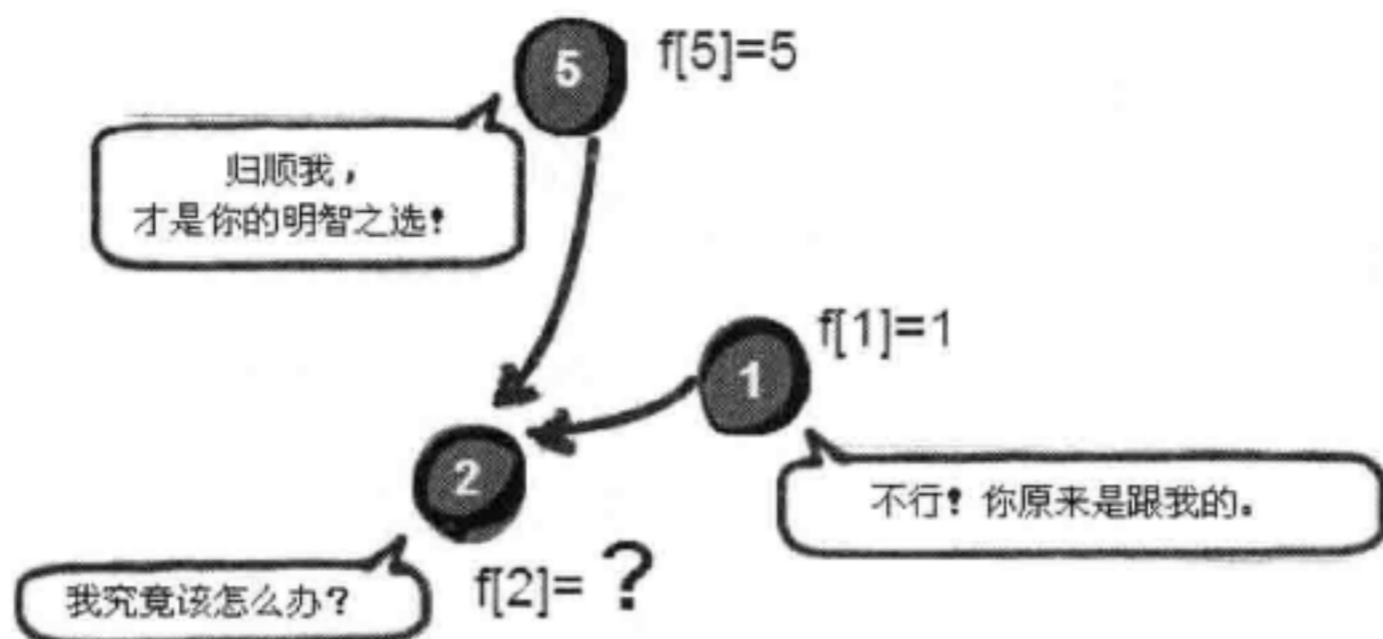 5
f[5]=5
归顺我，
才是你的明智之选！
f[1]=1
1
不行！你原来是跟我的。
2
f[2]=？
我究竟该怎么办？